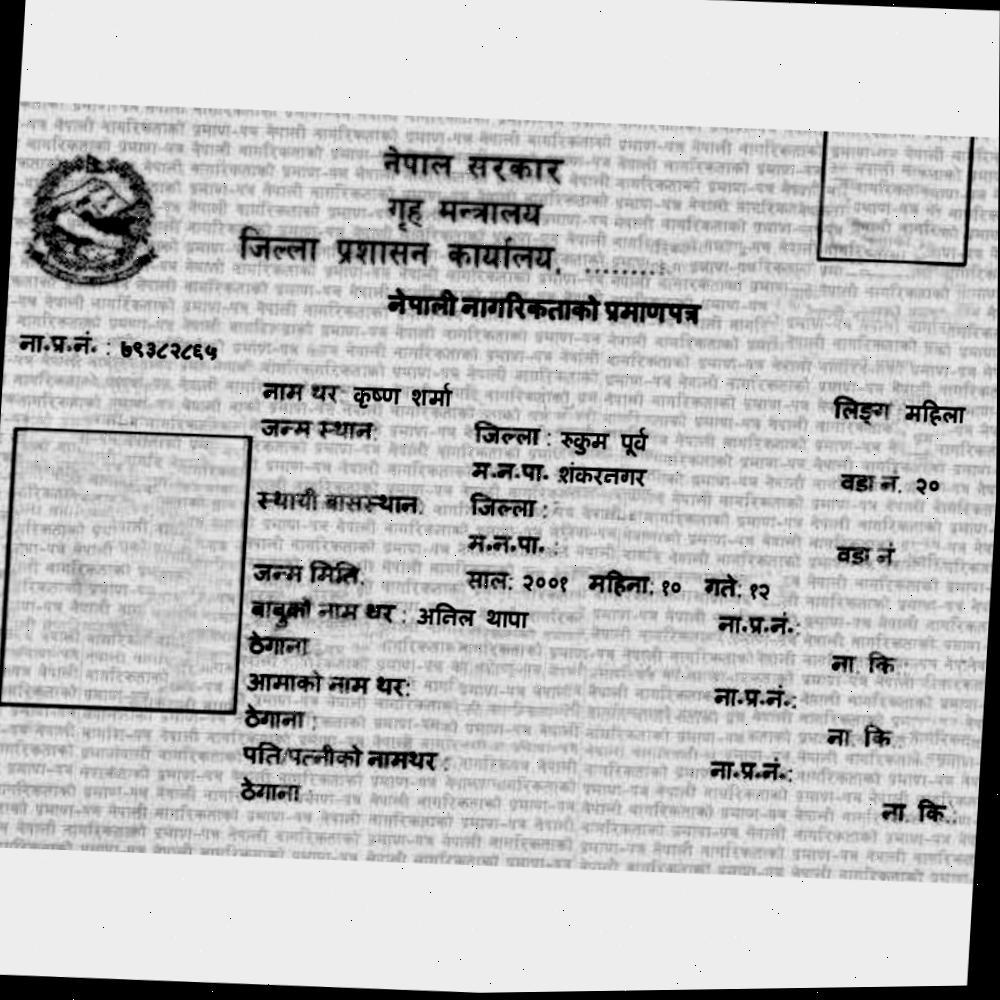 नेपाल सरकार
गृह मन्त्रालय
जिल्ला प्रशासन कार्यालय, .........
नेपाली नागरिकताको प्रमाणपत्र
ना॰प्र॰नं॰ : ७९३८२८६५
नाम थर: कृष्ण शर्मा लिङ्ग महिला
जन्म स्थान: जिल्ला : रुकुम पूर्व
म॰न॰पा॰ शंकरनगर वडा नं. २०
स्थायी बासस्थान: जिल्ला :
म॰न॰पा॰ : वडा नं.
जन्म मिति: साल: २००१ महिना: १० गते: १२
बाबुको नाम थर : अनिल थापा ना॰प्र॰नं॰:
ठेगाना : ना. कि.:
आमाको नाम थर: ना॰प्र॰नं॰:
ठेगाना : ना. कि.:
पति/पत्नीको नामथर : ना॰प्र॰नं॰:
ठेगाना ना. कि.: